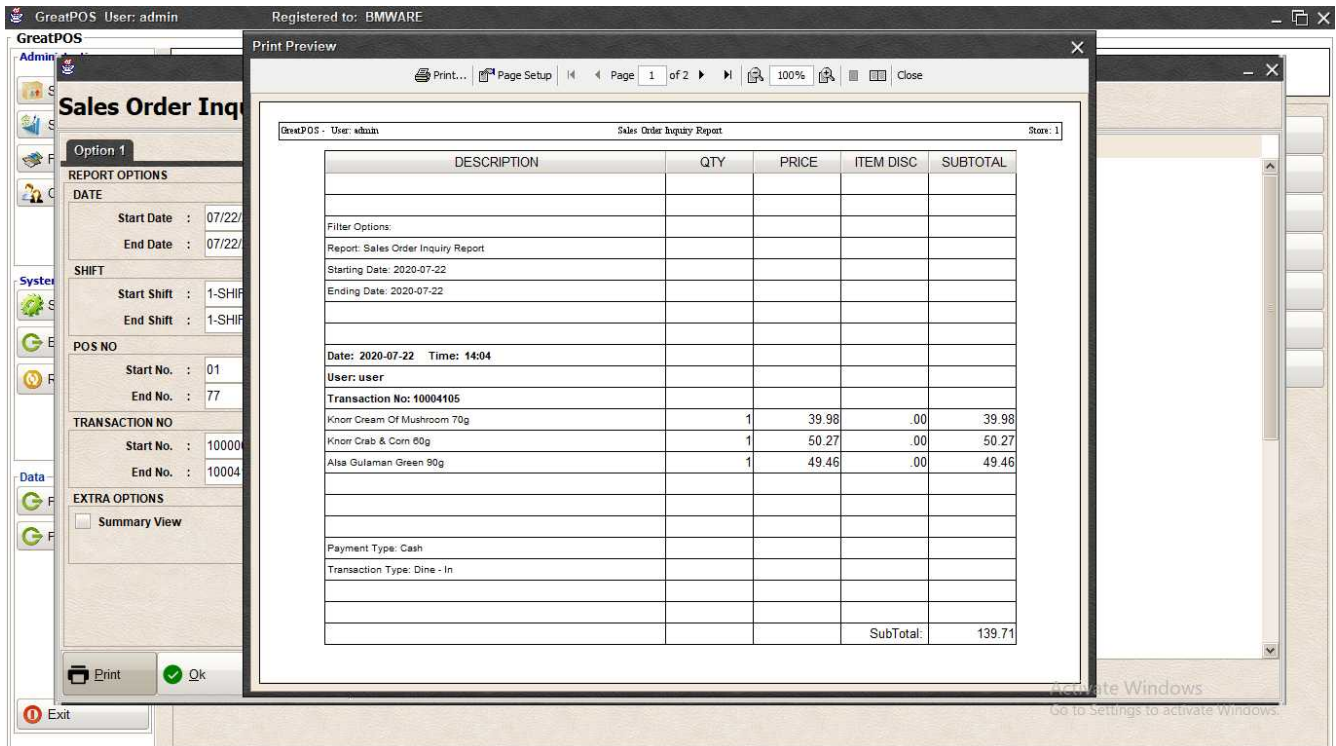 GreatPOS User: admin Registered to: BMWARE
GreatPOS
Print Preview
Print... Page Setup Page 1 of 2 100% Close
Sales Order Inqu
Option 1
REPORT OPTIONS
DATE
Start Date : 07/22/
End Date : 07/22/
SHIFT
Start Shift : 1-SHIF
End Shift : 1-SHIF
POS NO
Start No. : 01
End No. : 77
TRANSACTION NO
Start No. : 10000
End No. : 10004
EXTRA OPTIONS
Summary View
Print Ok
Syste
Data
Exit
GreatPOS - User: admin Sales Order Inquiry Report Store: 1
DESCRIPTION QTY PRICE ITEM DISC SUBTOTAL
Filter Options:
Report: Sales Order Inquiry Report
Starting Date: 2020-07-22
Ending Date: 2020-07-22
Date: 2020-07-22 Time: 14:04
User: user
Transaction No: 10004105
Knorr Cream Of Mushroom 70g 1 39.98 .00 39.98
Knorr Crab & Corn 60g 1 50.27 .00 50.27
Alsa Gulaman Green 90g 1 49.46 .00 49.46
Payment Type: Cash
Transaction Type: Dine - In
SubTotal: 139.71
Activate Windows
Go to Settings to activate Windows.